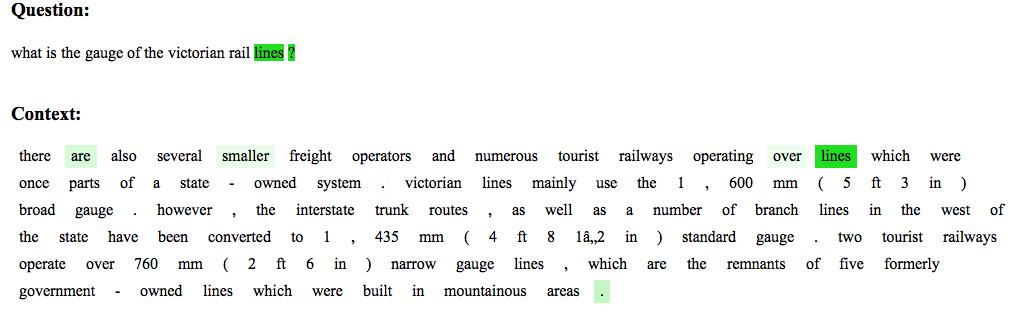 Question:
what is the gauge of the victorian rail lines ?
Context:
there are also several smaller freight operators and numerous tourist railways operating over lines which were
once parts of a state - owned system . victorian lines mainly use the 1 , 600 mm ( 5 ft 3 in )
broad gauge . however , the interstate trunk routes , as well as a number of branch lines in the west of
the state have been converted to 1 , 435 mm ( 4 ft 8 1â„2 in ) standard gauge . two tourist railways
operate over 760 mm ( 2 ft 6 in ) narrow gauge lines , which are the remnants of five formerly
government - owned lines which were built in mountainous areas .